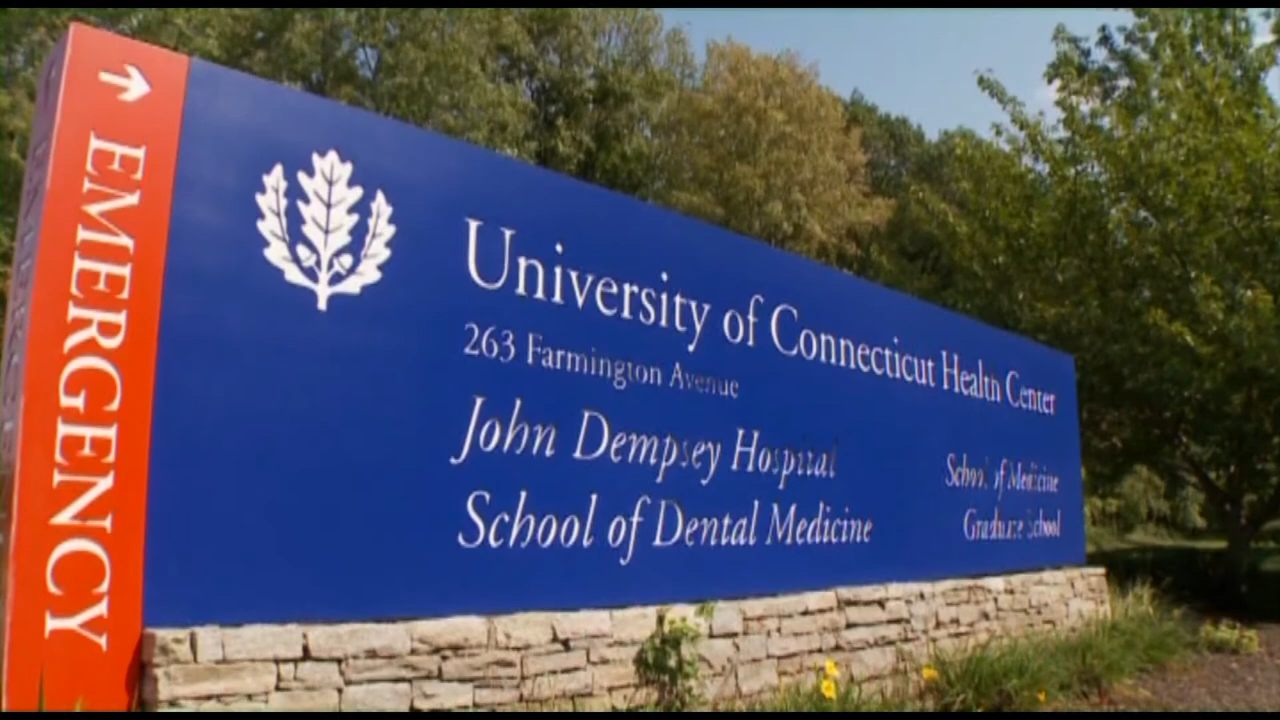 EMERGENCY
University of Connecticut Health Center
263 Farmington Avenue
John Dempsey Hospital
School of Dental Medicine
School of Medicine
Graduate School